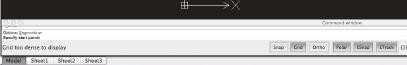 Command window
Options:
Specify start point:
Grid too dense to display
Snap Grid Ortho Polar ESnap ETrack
Model Sheet1 Sheet2 Sheet3